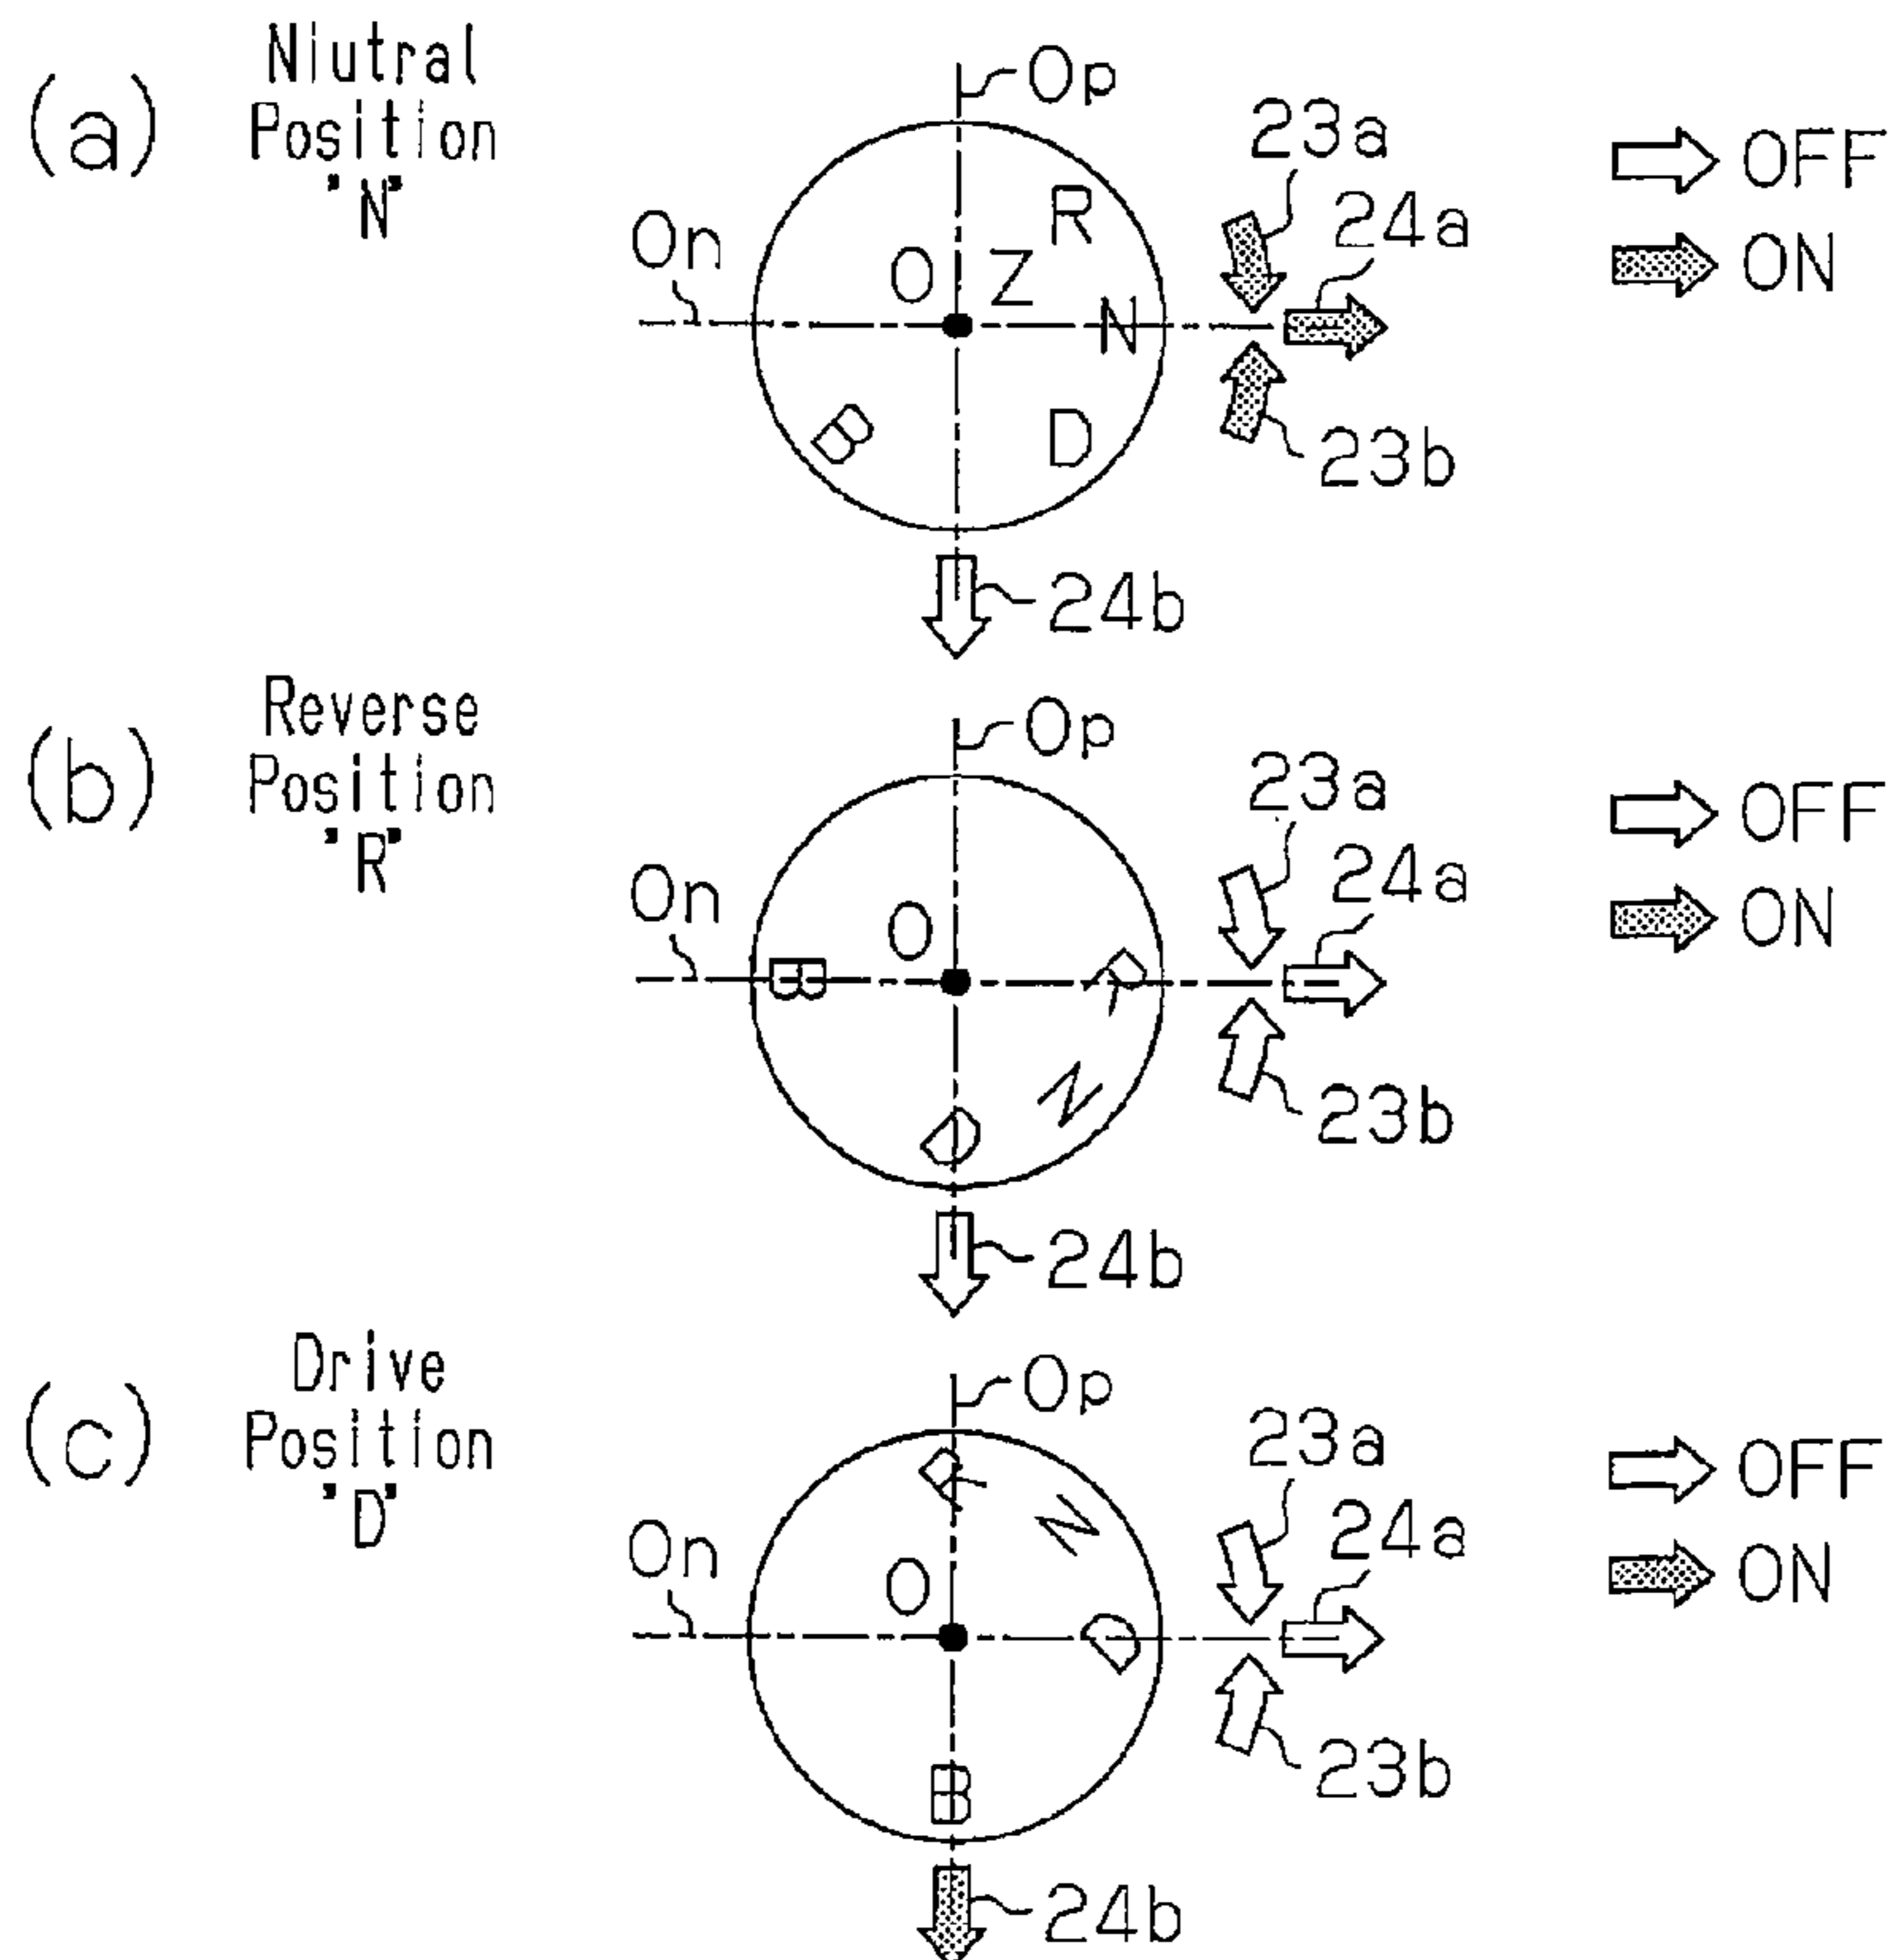 (a)
Niutral
Position
"N"
Op
On
O
Z
R
N
D
B
23a
24a
23b
24b
OFF
ON
(b)
Reverse
Position
"R"
Op
On
O
B
R
N
D
23a
24a
23b
24b
OFF
ON
(c)
Drive
Position
"D"
Op
On
O
R
N
D
B
23a
24a
23b
24b
OFF
ON